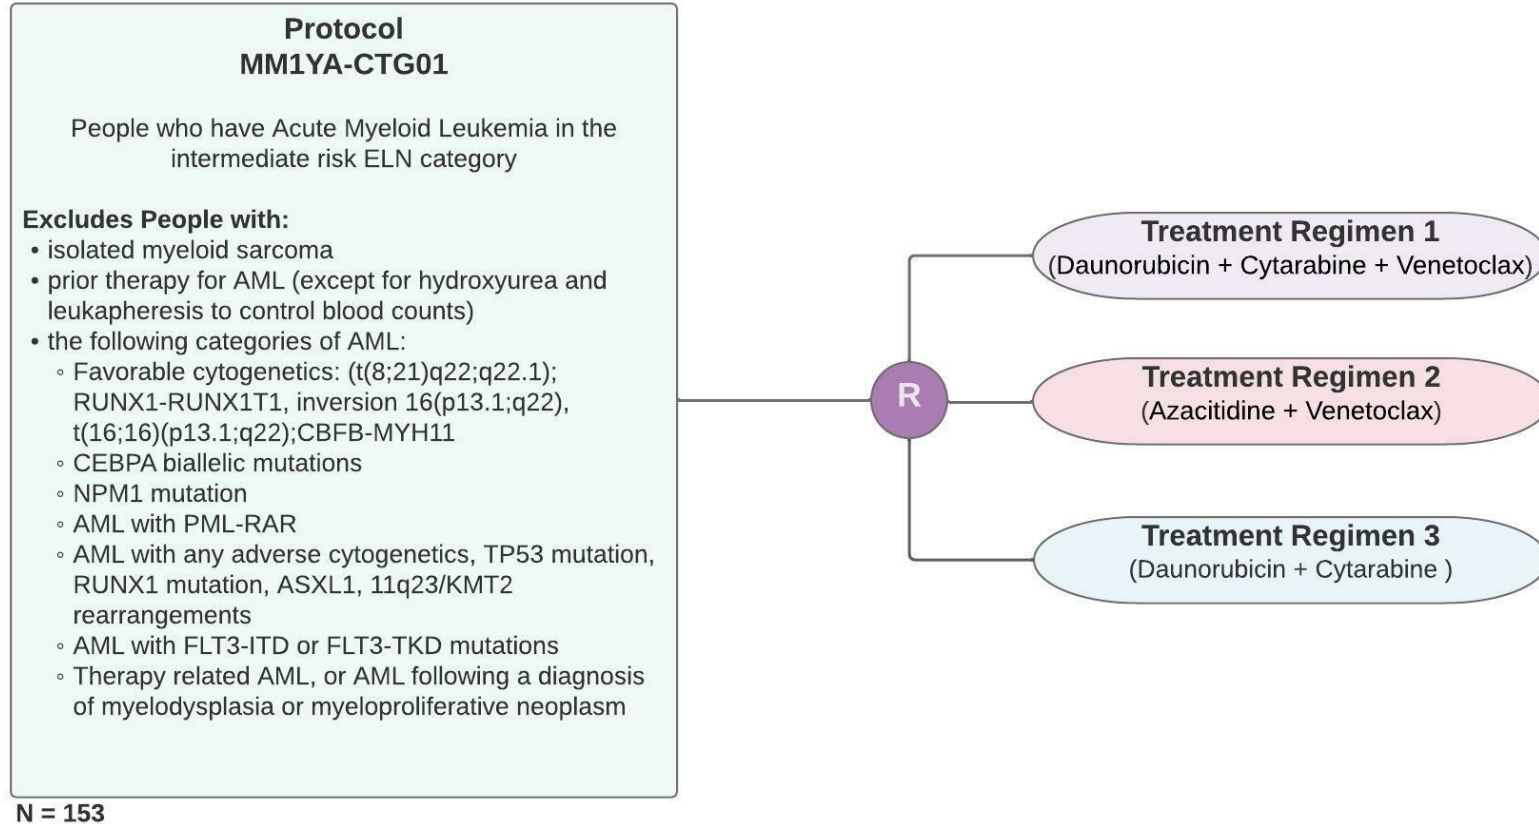 Protocol
MM1YA-CTG01
People who have Acute Myeloid Leukemia in the
intermediate risk ELN category
Excludes People with:
• isolated myeloid sarcoma
• prior therapy for AML (except for hydroxyurea and
leukapheresis to control blood counts)
• the following categories of AML:
◦ Favorable cytogenetics: (t(8;21)q22;q22.1);
RUNX1-RUNX1T1, inversion 16(p13.1;q22),
t(16;16)(p13.1;q22);CBFB-MYH11
◦ CEBPA biallelic mutations
◦ NPM1 mutation
◦ AML with PML-RAR
◦ AML with any adverse cytogenetics, TP53 mutation,
RUNX1 mutation, ASXL1, 11q23/KMT2
rearrangements
◦ AML with FLT3-ITD or FLT3-TKD mutations
◦ Therapy related AML, or AML following a diagnosis
of myelodysplasia or myeloproliferative neoplasm
N = 153
R
Treatment Regimen 1
(Daunorubicin + Cytarabine + Venetoclax)
Treatment Regimen 2
(Azacitidine + Venetoclax)
Treatment Regimen 3
(Daunorubicin + Cytarabine )